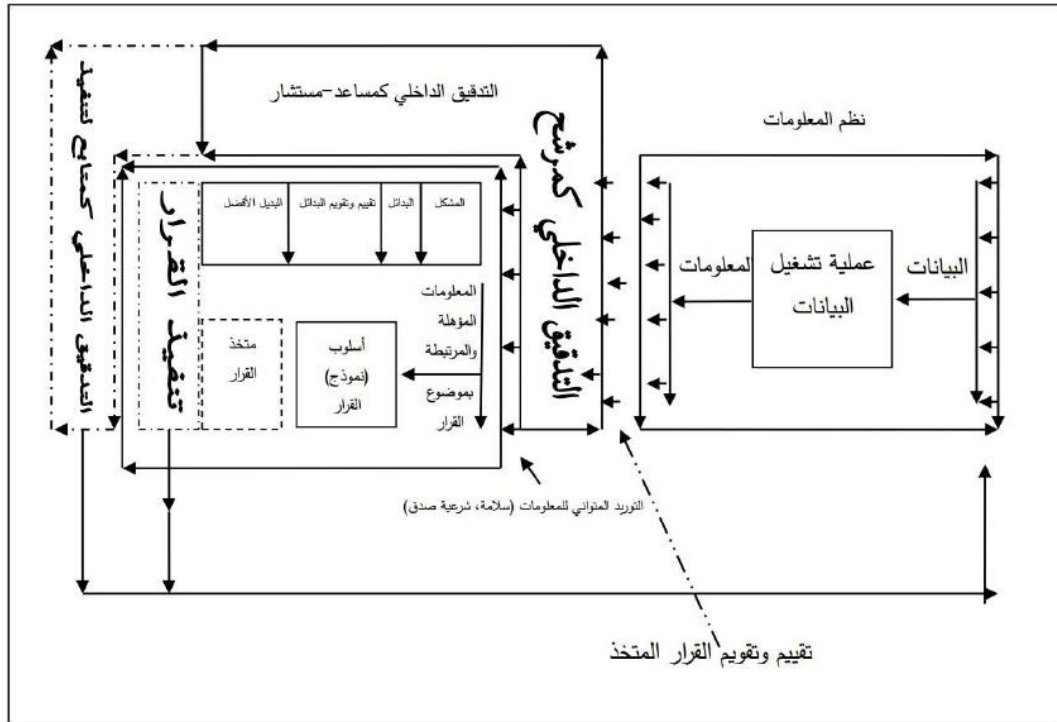 التدقيق الداخلي كمساعد-مستشار
نظم المعلومات
البيانات
عملية تشغيل
البيانات
المعلومات
التدقيق الداخلي كمرشح
المشكل
البدائل
تقييم وتقويم البدائل
البديل الأفضل
المعلومات
المؤهلة
والمرتبطة
بموضوع
القرار
أسلوب
(نموذج)
القرار
متخذ
القرار
تنفيذ القرار
التدقيق الداخلي كمتابع لتنفيذ
التوريد المتواني للمعلومات (سلامة، شرعية صدق)
تقييم وتقويم القرار المتخذ